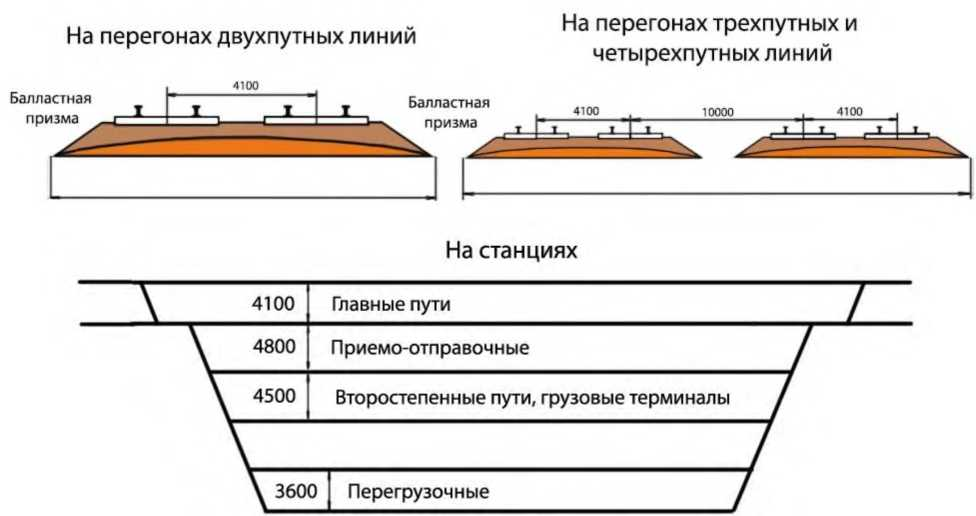 На перегонах двухпутных линий
На перегонах трехпутных и
четырехпутных линий
Балластная
призма
4100
Балластная
призма
4100
10000
4100
На станциях
4100 Главные пути
4800 Приемо-отправочные
4500 Второстепенные пути, грузовые терминалы
3600 Перегрузочные